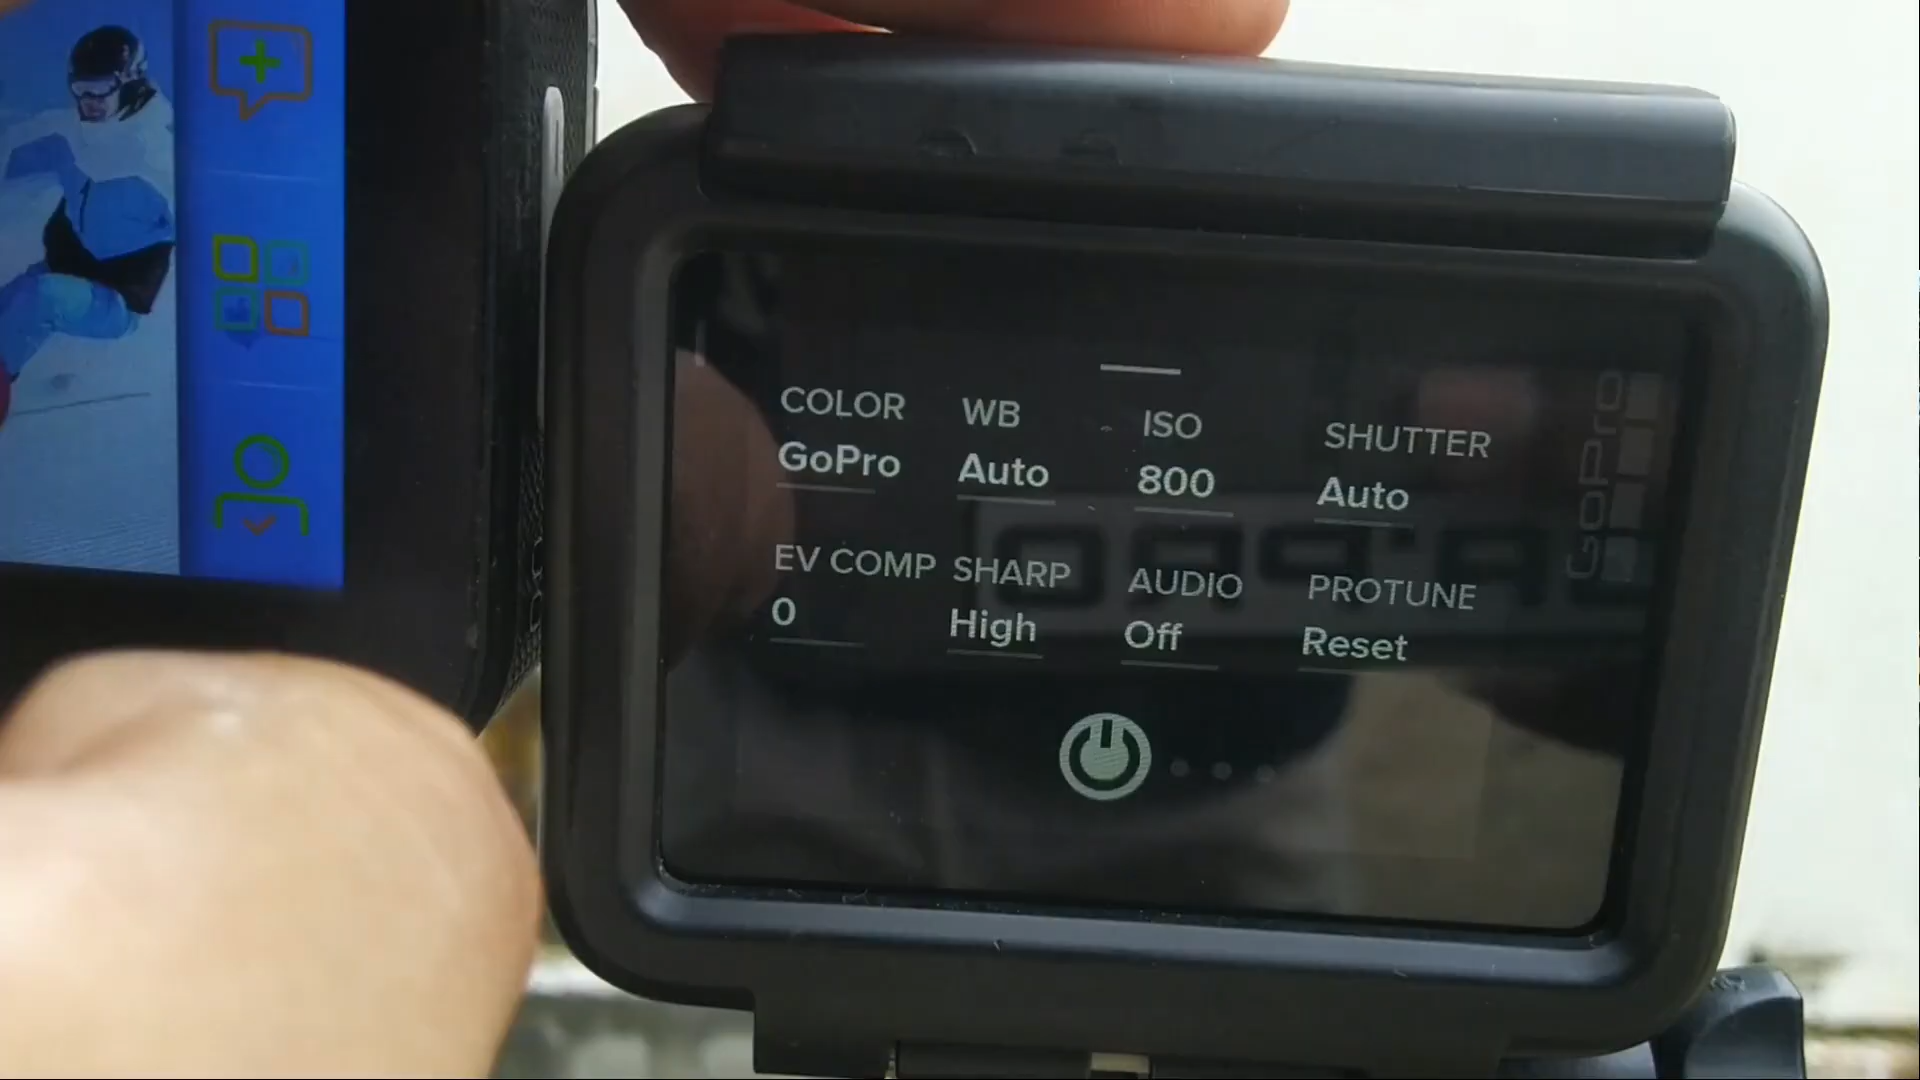 COLOR WB ISO SHUTTER
GoPro Auto 800 Auto
EV COMP SHARP AUDIO PROTUNE
0 High Off Reset
GoPro